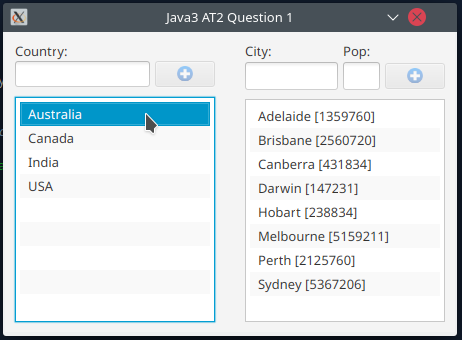 Java3 AT2 Question 1
Country:
City: Pop:
Australia
Canada
India
USA
Adelaide [1359760]
Brisbane [2560720]
Canberra [431834]
Darwin [147231]
Hobart [238834]
Melbourne [5159211]
Perth [2125760]
Sydney [5367206]